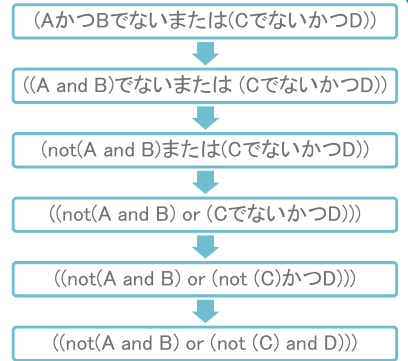 (AかつBでないまたは(CでないかつD))
((A and B)でないまたは (CでないかつD))
(not(A and B)または(CでないかつD))
((not(A and B) or (CでないかつD)))
((not(A and B) or (not (C)かつD)))
((not(A and B) or (not (C) and D)))